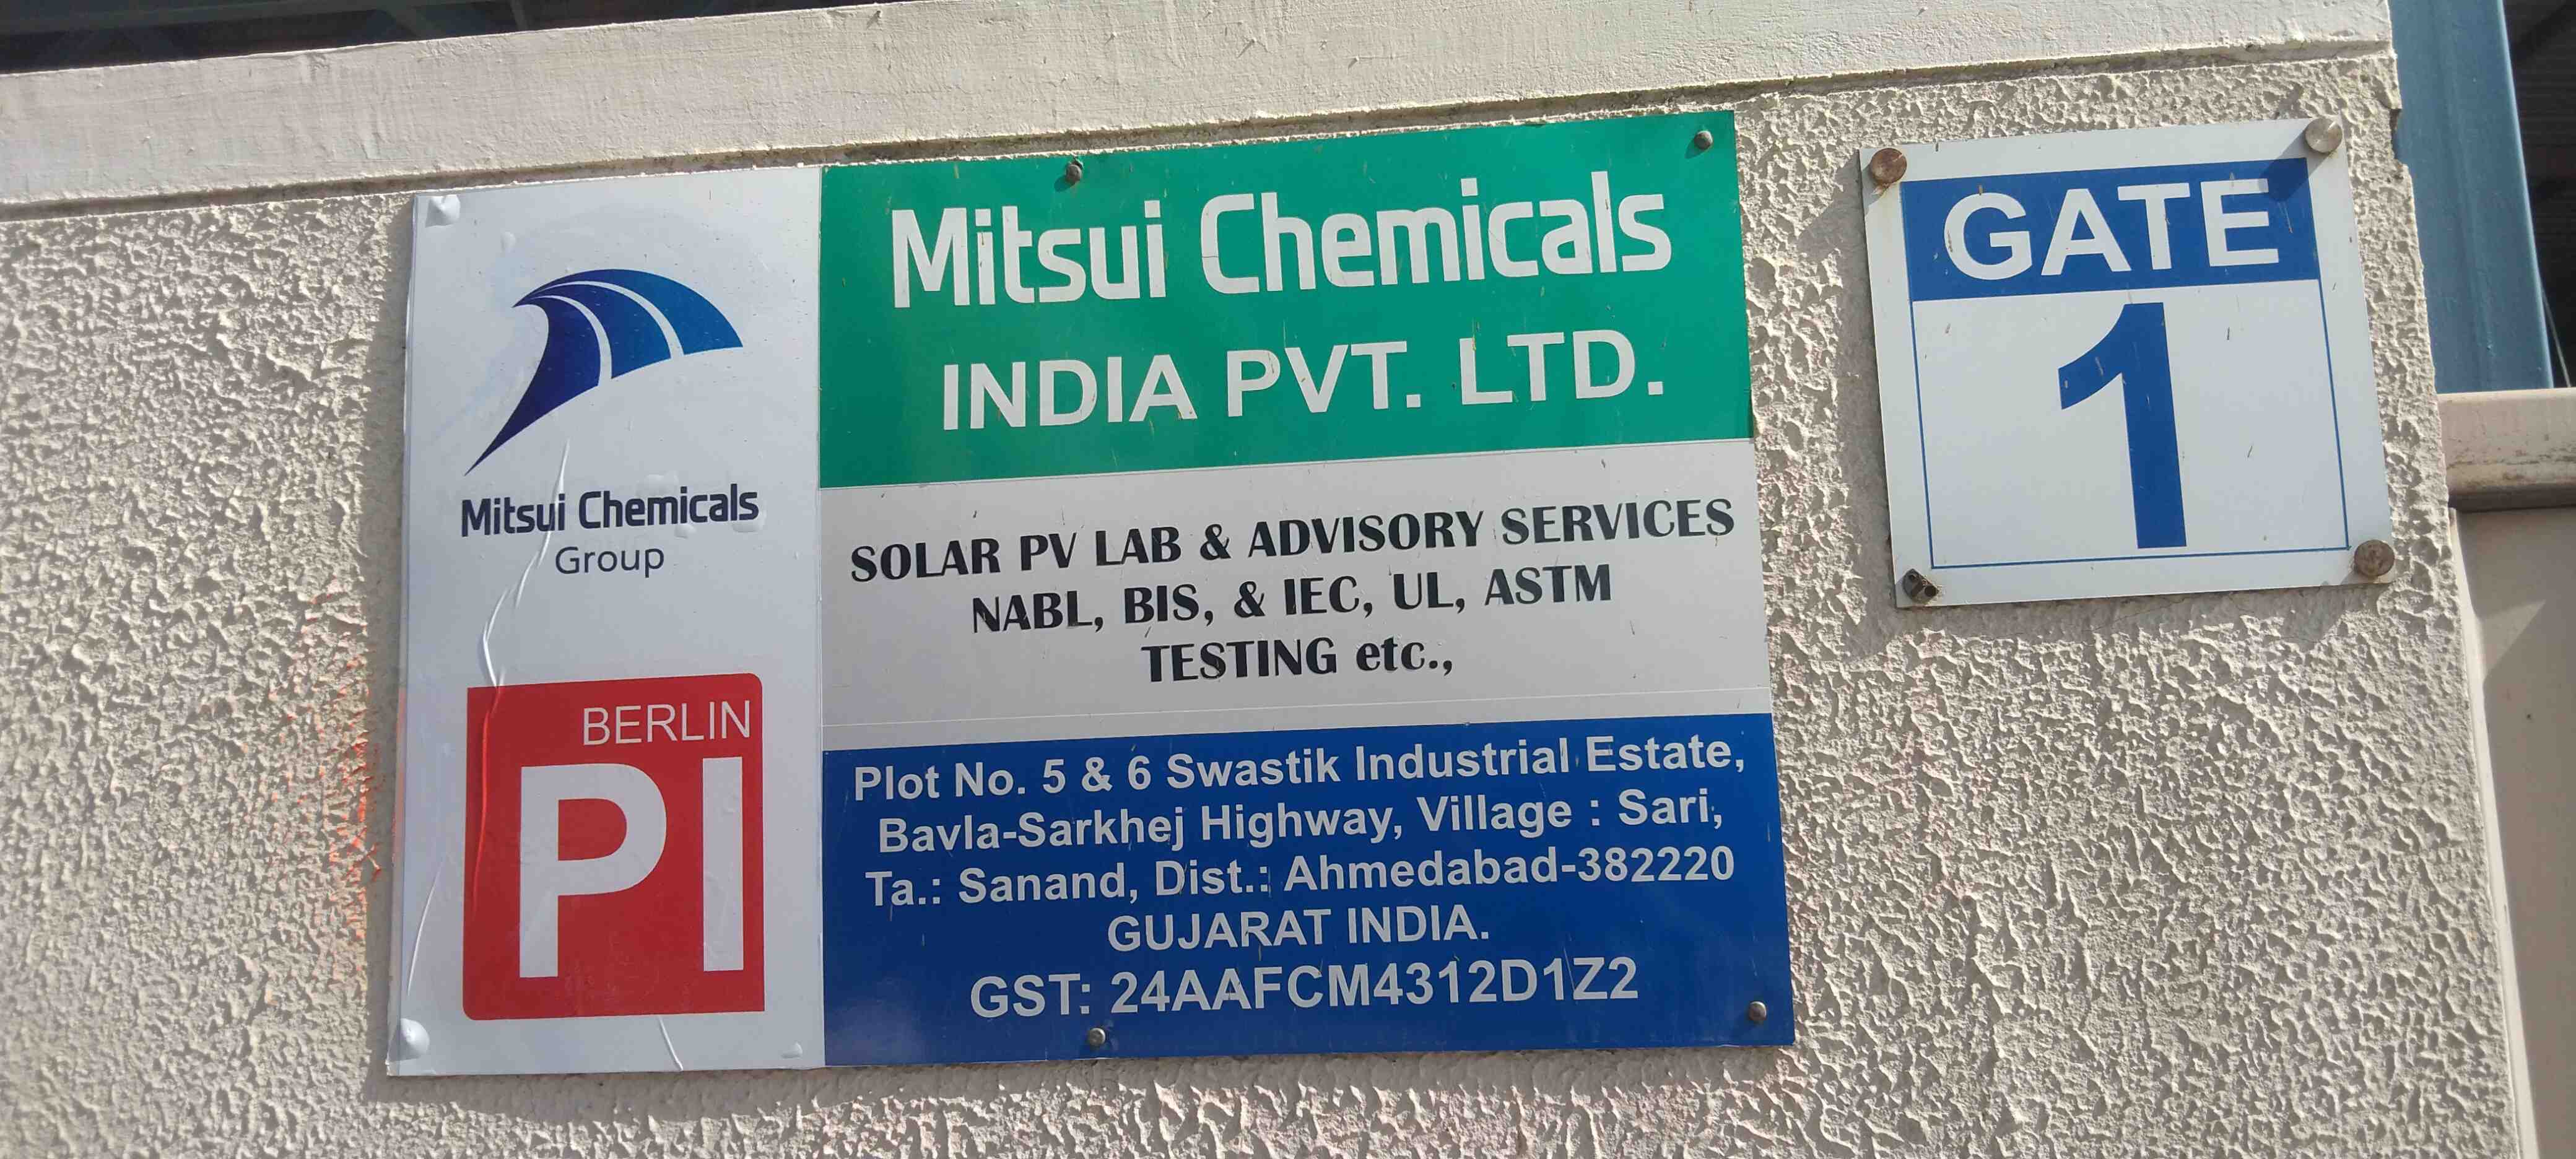 Mitsui Chemicals
Group
BERLIN
PI
Mitsui Chemicals
INDIA PVT. LTD.
SOLAR PV LAB & ADVISORY SERVICES
NABL, BIS, & IEC, UL, ASTM
TESTING etc.,
Plot No. 5 & 6 Swastik Industrial Estate,
Bavla-Sarkhej Highway, Village : Sari,
Ta.: Sanand, Dist.: Ahmedabad-382220
GUJARAT INDIA.
GST: 24AAFCM4312D1Z2
GATE
1